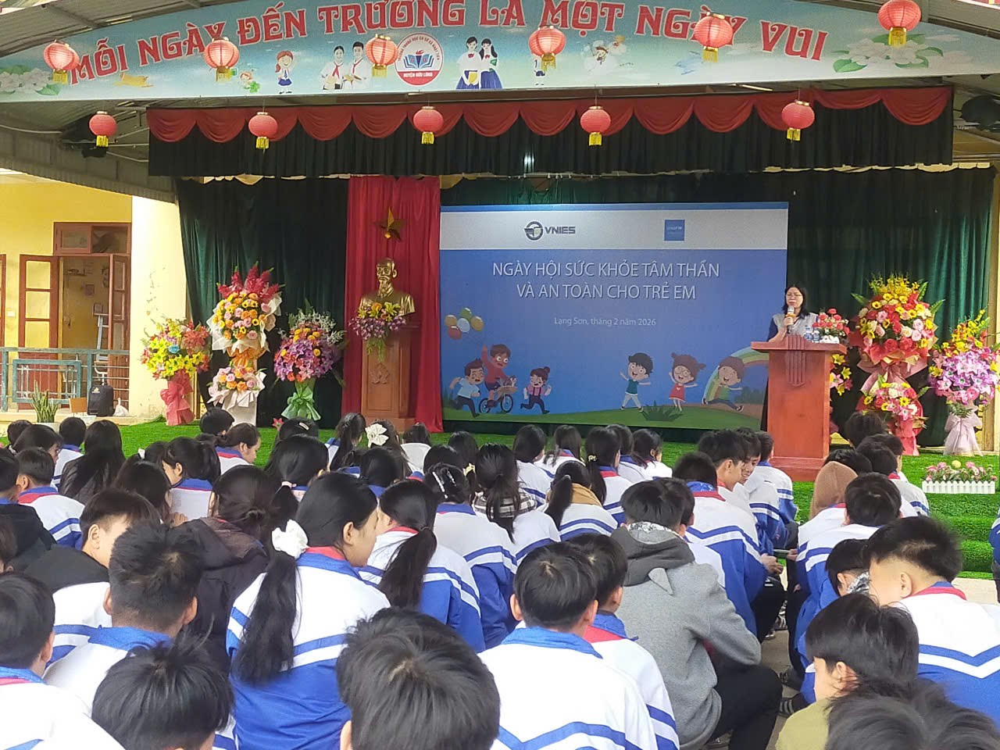 MỖI NGÀY ĐẾN TRƯỜNG LÀ MỘT NGÀY VUI
HUYỆN HỮU LŨNG
VNIES
unicef
NGÀY HỘI SỨC KHỎE TÂM THẦN
VÀ AN TOÀN CHO TRẺ EM
Lạng Sơn, tháng 2 năm 2026